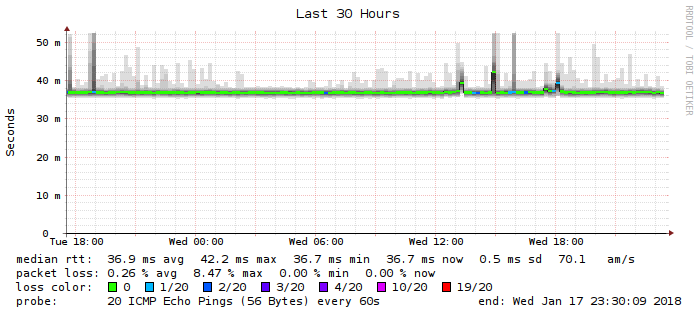 Last 30 Hours
RRDTOOL / TOBI OETIKER
Seconds
50 m
40 m
30 m
20 m
10 m
0
Tue 18:00 Wed 00:00 Wed 06:00 Wed 12:00 Wed 18:00
median rtt: 36.9 ms avg 42.2 ms max 36.7 ms min 36.7 ms now 0.5 ms sd 70.1 am/s
packet loss: 0.26 % avg 8.47 % max 0.00 % min 0.00 % now
loss color: 0 1/20 2/20 3/20 4/20 10/20 19/20
probe: 20 ICMP Echo Pings (56 Bytes) every 60s end: Wed Jan 17 23:30:09 2018